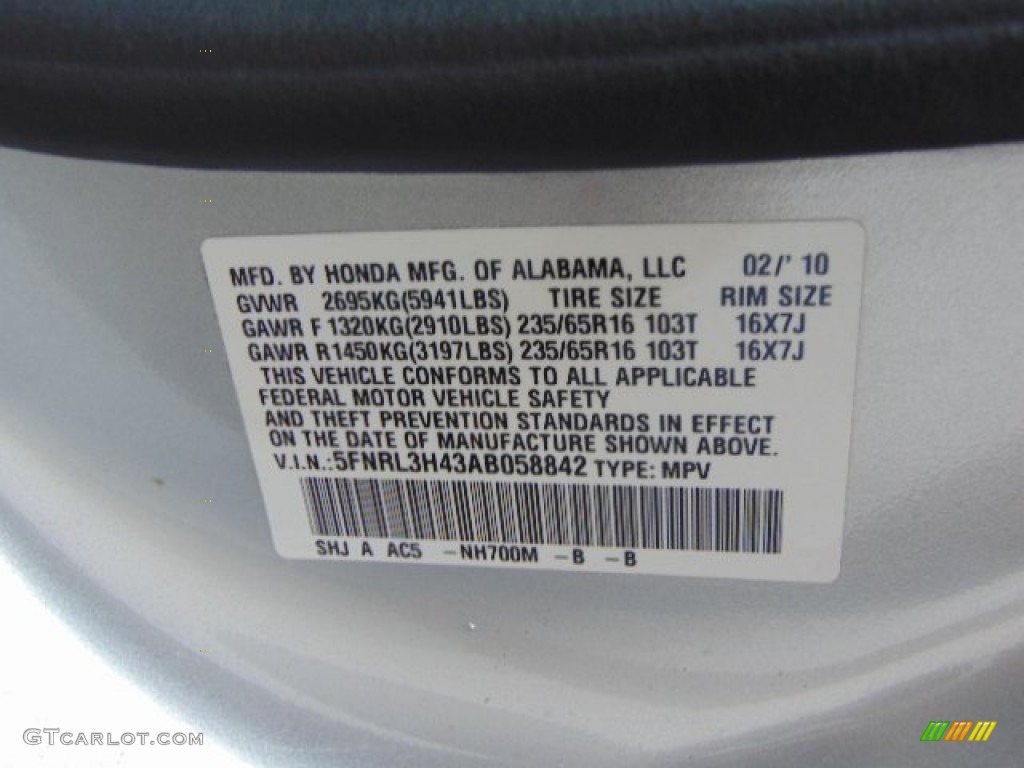 MFD. BY HONDA MFG. OF ALABAMA, LLC 02/' 10
GVWR 2695KG(5941LBS) TIRE SIZE RIM SIZE
GAWR F 1320KG(2910LBS) 235/65R16 103T 16X7J
GAWR R1450KG(3197LBS) 235/65R16 103T 16X7J
THIS VEHICLE CONFORMS TO ALL APPLICABLE
FEDERAL MOTOR VEHICLE SAFETY
AND THEFT PREVENTION STANDARDS IN EFFECT
ON THE DATE OF MANUFACTURE SHOWN ABOVE.
V.I.N.:5FNRL3H43AB058842 TYPE: MPV
SHJ A AC5 -NH700M -B -B
GTCARLOT.COM